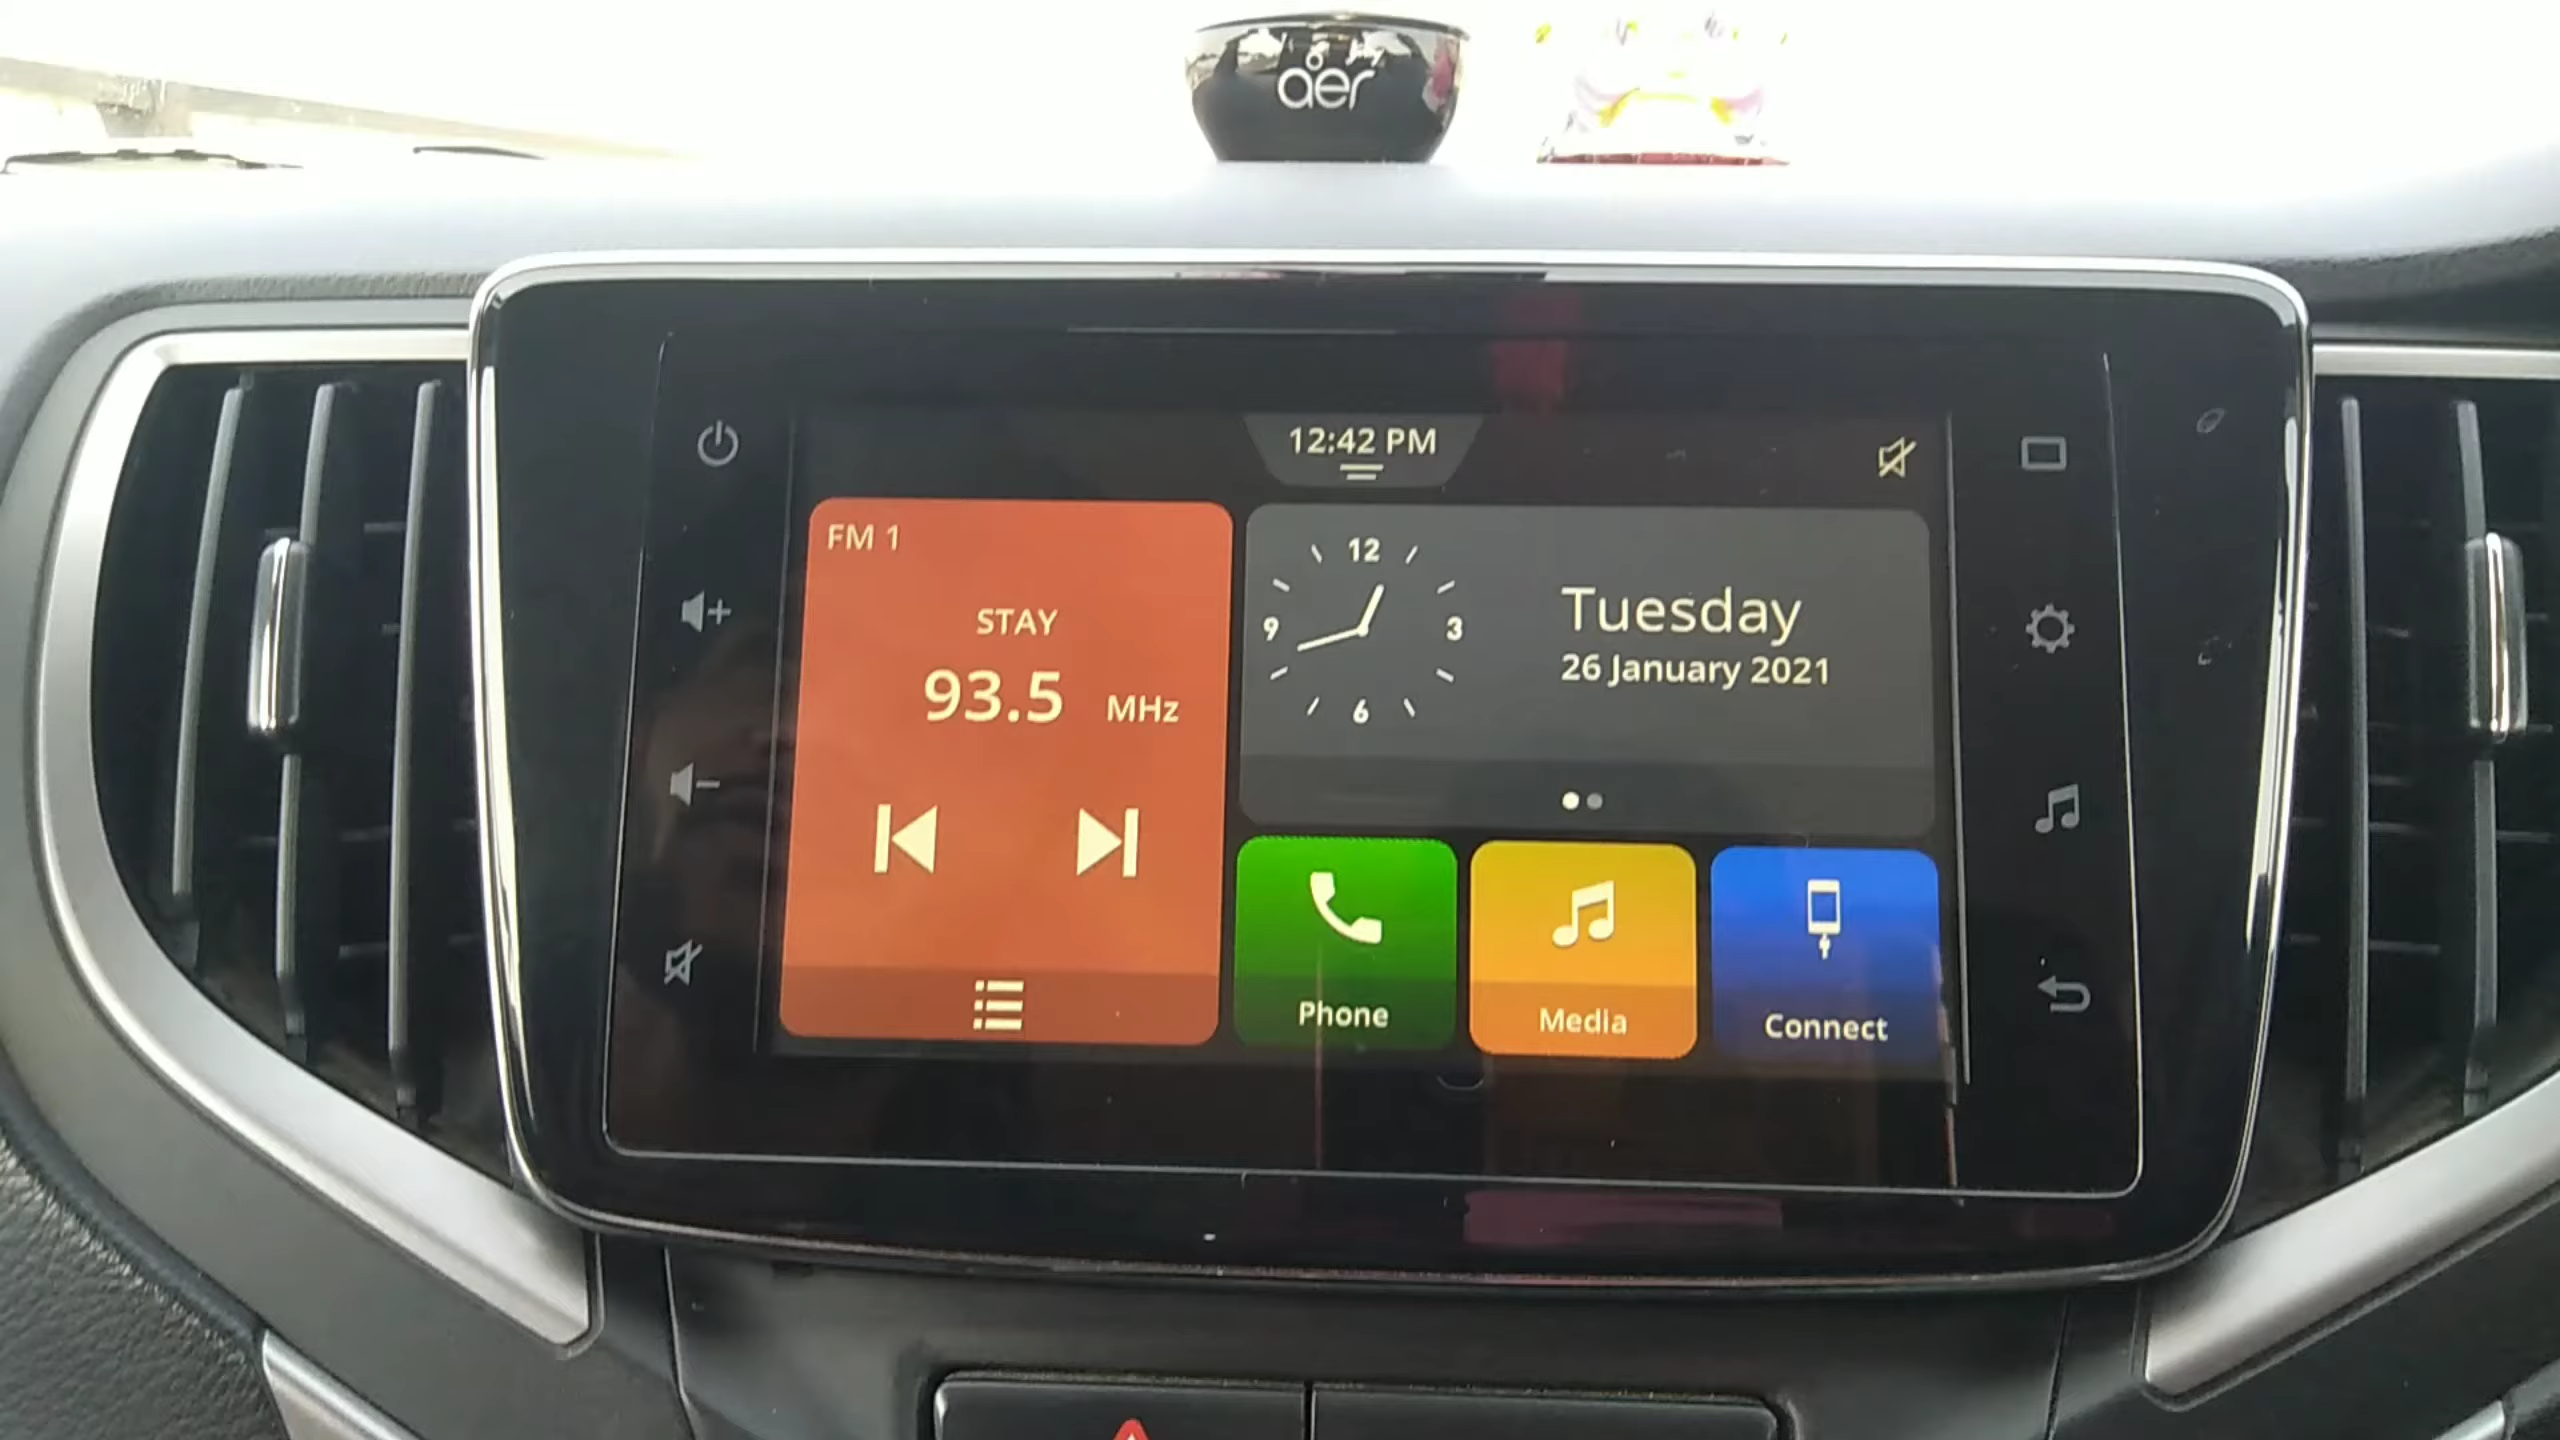 aer
12:42 PM
FM 1
STAY
93.5 MHz
12
9
3
6
Tuesday
26 January 2021
Phone
Media
Connect